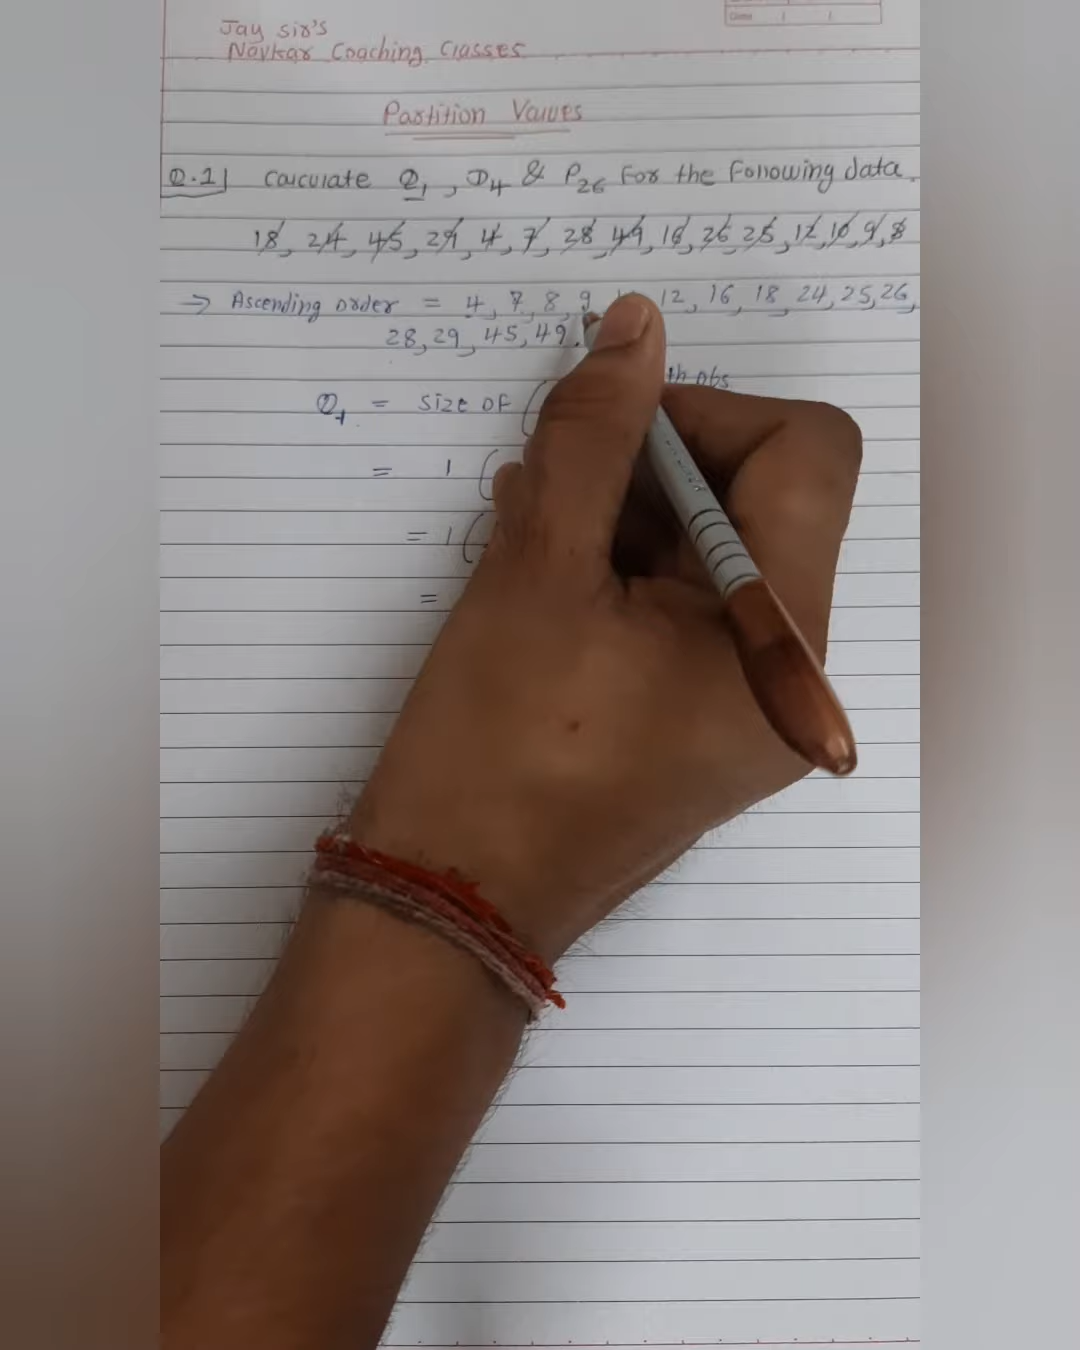 Date / /
Jay sir's
Navkar Coaching Classes
Partition Values
Q.1] Calculate Q1, D4 & P26 For the Following data.
18, 24, 45, 29, 4, 7, 28, 49, 16, 26, 25, 12, 10, 9, 8
→ Ascending order = 4, 7, 8, 9, 12, 16, 18, 24, 25, 26,
28, 29, 45, 49.
Q1 = size of ( th obs
= 1 (
= 1 (
=